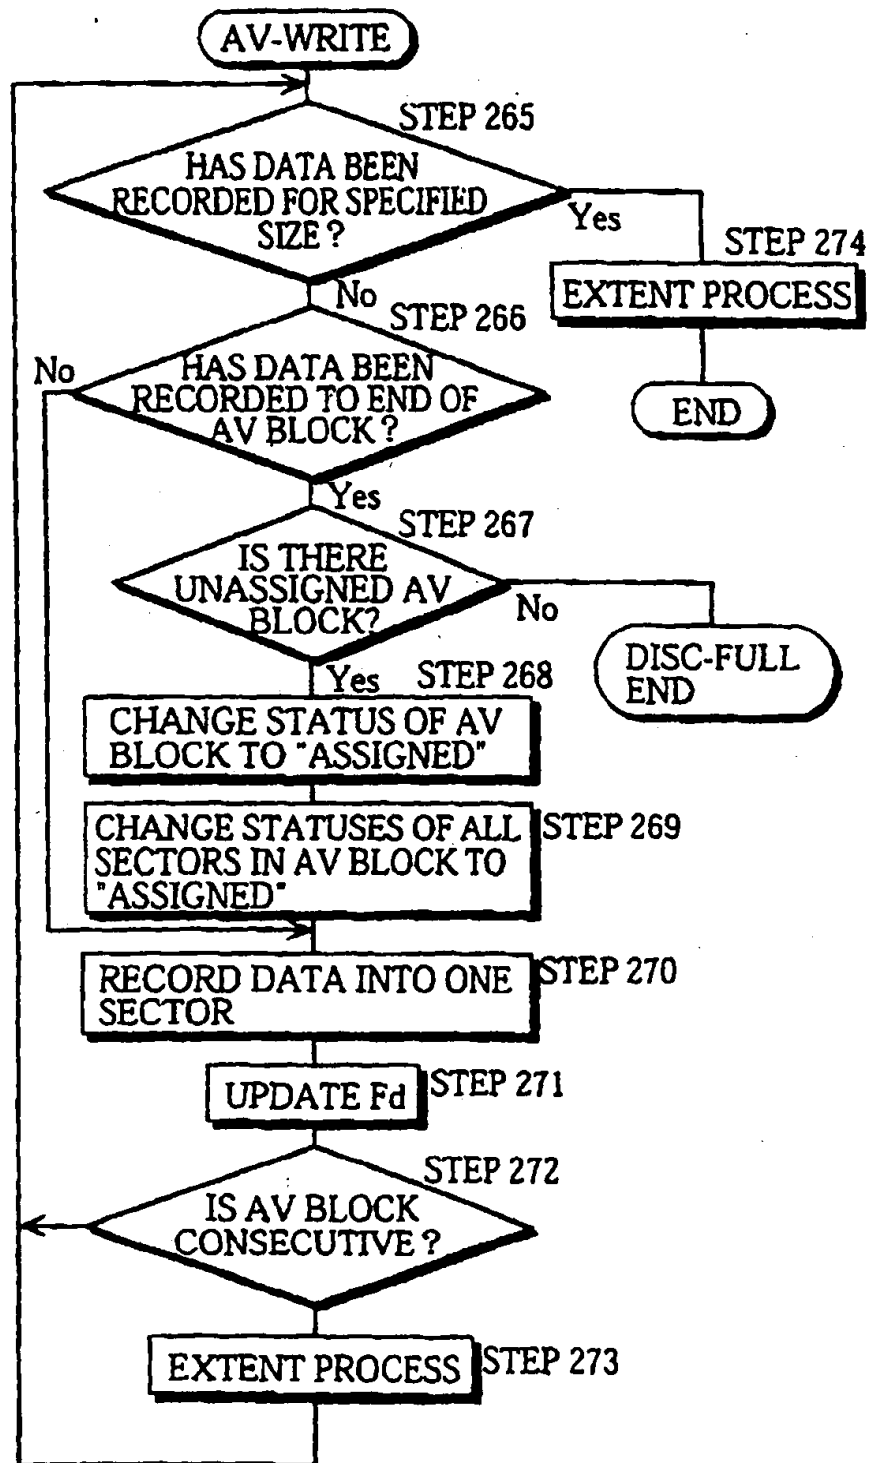 AV-WRITE
STEP 265
HAS DATA BEEN
RECORDED FOR SPECIFIED
SIZE?
Yes
STEP 274
EXTENT PROCESS
END
No
STEP 266
No
HAS DATA BEEN
RECORDED TO END OF
AV BLOCK?
Yes
STEP 267
IS THERE
UNASSIGNED AV
BLOCK?
No
DISC-FULL
END
Yes
STEP 268
CHANGE STATUS OF AV
BLOCK TO "ASSIGNED"
CHANGE STATUSES OF ALL
SECTORS IN AV BLOCK TO
"ASSIGNED"
STEP 269
RECORD DATA INTO ONE
SECTOR
STEP 270
UPDATE Fd
STEP 271
STEP 272
IS AV BLOCK
CONSECUTIVE?
EXTENT PROCESS
STEP 273